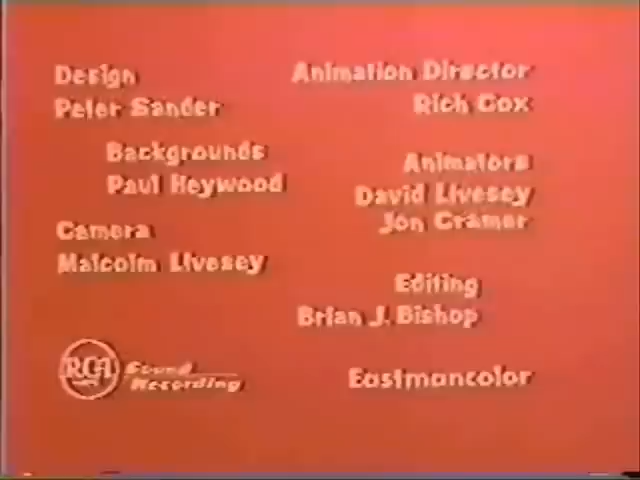 Design
Peter Sander
Backgrounds
Paul Heywood
Camera
Malcolm Livesey
RCA
Sound
Recording
Animation Director
Rich Cox
Animators
David Livesey
Jon Cramer
Editing
Brian J. Bishop
Eastmancolor